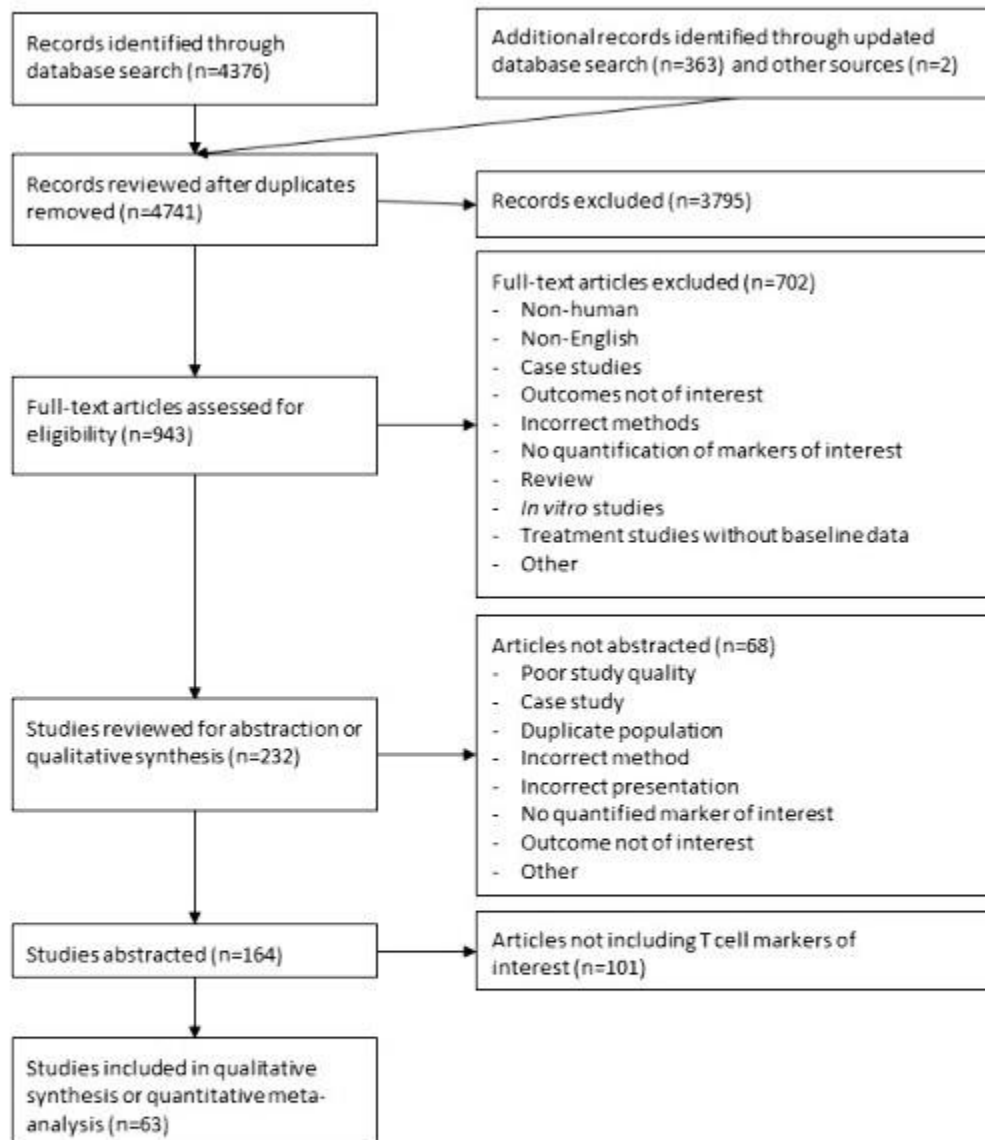 Records identified through
database search (n=4376)
Additional records identified through updated
database search (n=363) and other sources (n=2)
Records reviewed after duplicates
removed (n=4741)
Records excluded (n=3795)
Full-text articles assessed for
eligibility (n=943)
Full-text articles excluded (n=702)
- Non-human
- Non-English
- Case studies
- Outcomes not of interest
- Incorrect methods
- No quantification of markers of interest
- Review
- In vitro studies
- Treatment studies without baseline data
- Other
Studies reviewed for abstraction or
qualitative synthesis (n=232)
Articles not abstracted (n=68)
- Poor study quality
- Case study
- Duplicate population
- Incorrect method
- Incorrect presentation
- No quantified marker of interest
- Outcome not of interest
- Other
Studies abstracted (n=164)
Articles not including T cell markers of
interest (n=101)
Studies included in qualitative
synthesis or quantitative meta-
analysis (n=63)